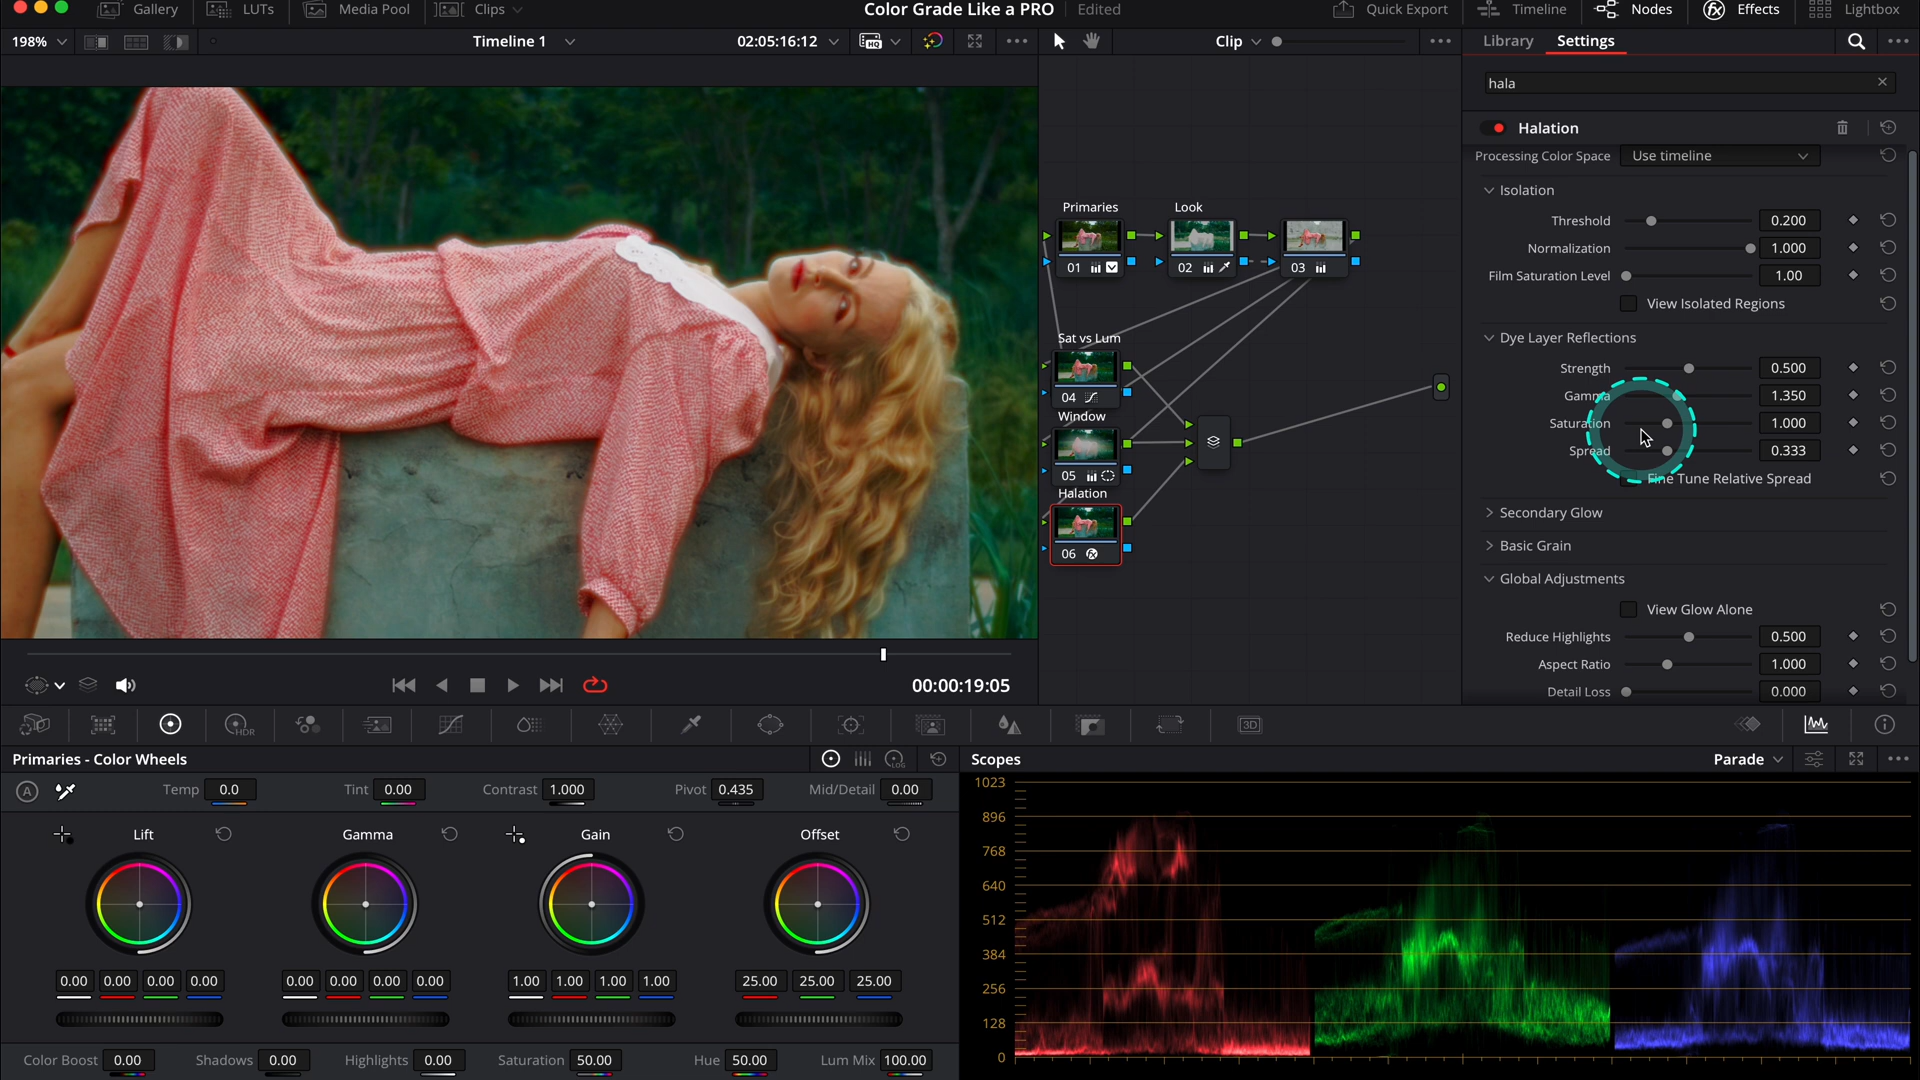 Gallery LUTs Media Pool Clips Color Grade Like a PRO Edited Quick Export Timeline Nodes Effects Lightbox
198% Timeline 1 02:05:16:12 HQ Clip Library Settings
hala
Halation
Processing Color Space Use timeline
Isolation
Threshold 0.200
Normalization 1.000
Film Saturation Level 1.00
View Isolated Regions
Dye Layer Reflections
Strength 0.500
Gamma 1.350
Saturation 1.000
Spread 0.333
Fine Tune Relative Spread
Secondary Glow
Basic Grain
Global Adjustments
View Glow Alone
Reduce Highlights 0.500
Aspect Ratio 1.000
Detail Loss 0.000
Primaries Look
01 02 03
Sat vs Lum
04
Window
05
Halation
06
00:00:19:05
HDR 3D
Primaries - Color Wheels LOG
A Temp 0.0 Tint 0.00 Contrast 1.000 Pivot 0.435 Mid/Detail 0.00
Lift Gamma Gain Offset
0.00 0.00 0.00 0.00 0.00 0.00 0.00 0.00 1.00 1.00 1.00 1.00 25.00 25.00 25.00
Color Boost 0.00 Shadows 0.00 Highlights 0.00 Saturation 50.00 Hue 50.00 Lum Mix 100.00
Scopes Parade
1023
896
768
640
512
384
256
128
0